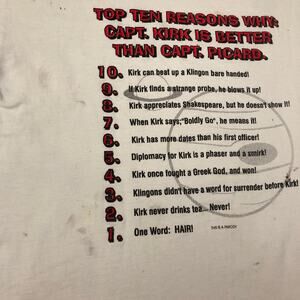 TOP TEN REASONS WHY:
CAPT. KIRK IS BETTER
THAN CAPT. PICARD.
10. Kirk can beat up a Klingon bare handed!
9. If Kirk finds a strange probe, he blows it up!
8. Kirk appreciates Shakespeare, but he doesn't show it!
7. When Kirk says,"Boldly Go", he means it!
6. Kirk has more dates than his first officer!
5. Diplomacy for Kirk is a phaser and a smirk!
4. Kirk once fought a Greek God, and won!
3. Klingons didn't have a word for surrender before Kirk!
2. Kirk never drinks tea... Never!
1. One Word: HAIR!
THIS IS A PARODY